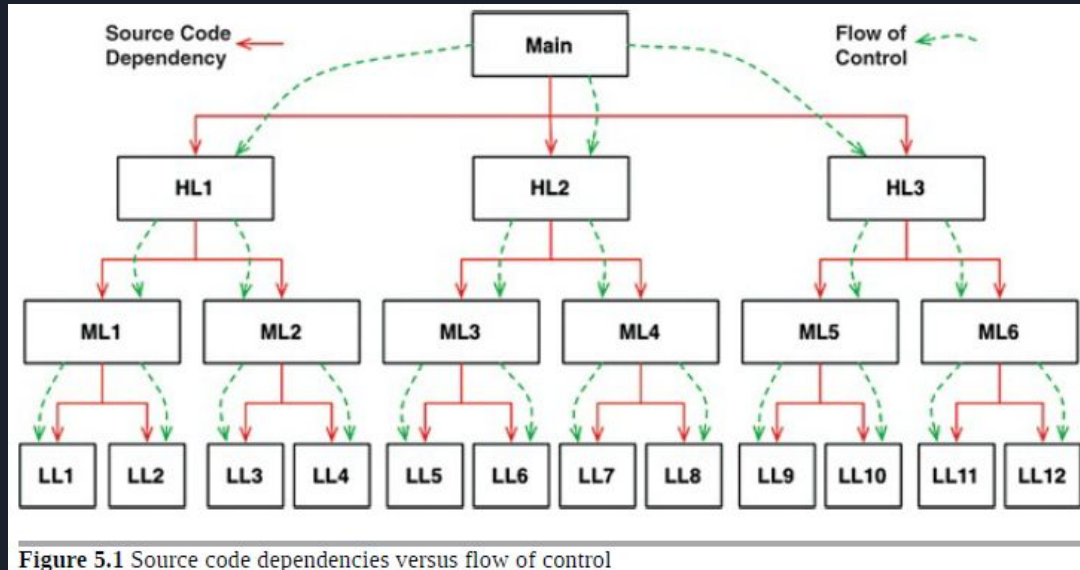 Source Code
Dependency
Main
Flow of
Control
HL1
HL2
HL3
ML1
ML2
ML3
ML4
ML5
ML6
LL1
LL2
LL3
LL4
LL5
LL6
LL7
LL8
LL9
LL10
LL11
LL12
Figure 5.1 Source code dependencies versus flow of control